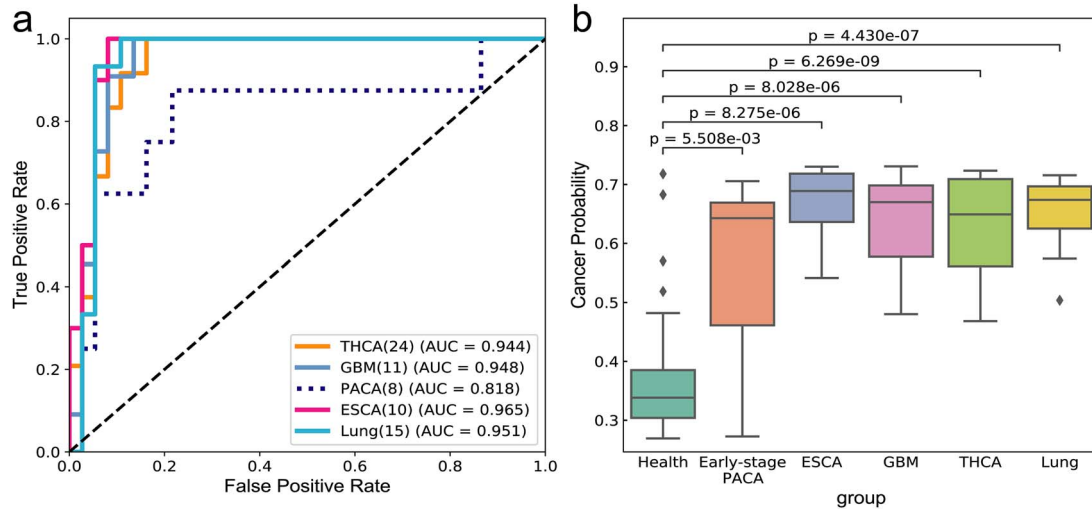 a
True Positive Rate
1.0
0.8
0.6
0.4
0.2
0.0
0.0 0.2 0.4 0.6 0.8 1.0
False Positive Rate
THCA(24) (AUC = 0.944)
GBM(11) (AUC = 0.948)
PACA(8) (AUC = 0.818)
ESCA(10) (AUC = 0.965)
Lung(15) (AUC = 0.951)
b
Cancer Probability
0.9
0.8
0.7
0.6
0.5
0.4
0.3
p = 4.430e-07
p = 6.269e-09
p = 8.028e-06
p = 8.275e-06
p = 5.508e-03
Health Early-stage ESCA GBM THCA Lung
PACA
group